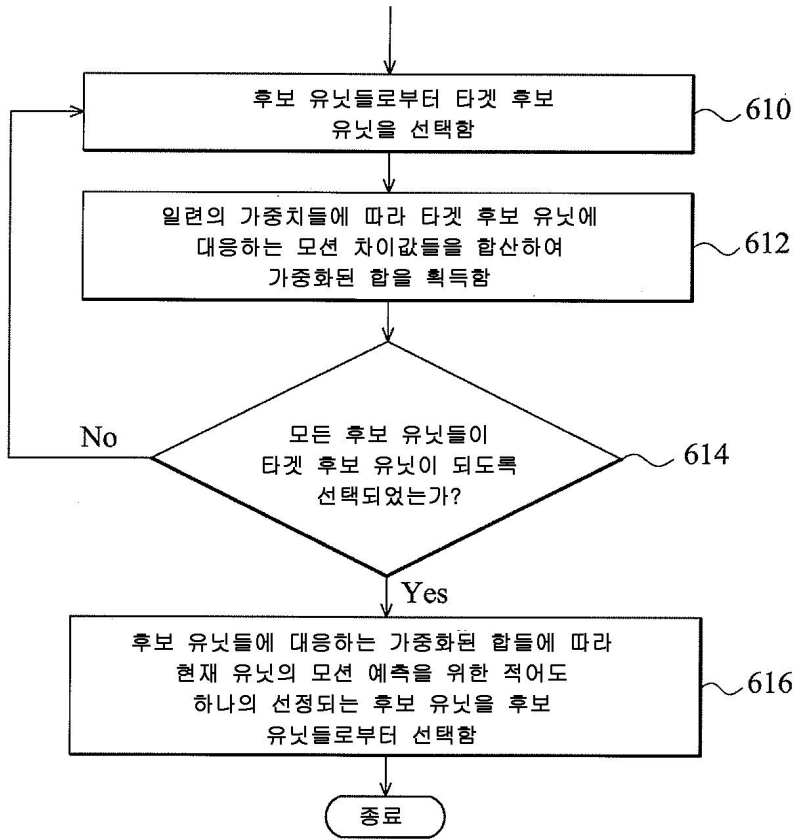 후보 유닛들로부터 타겟 후보
유닛을 선택함
610
일련의 가중치들에 따라 타겟 후보 유닛에
대응하는 모션 차이값들을 합산하여
가중화된 합을 획득함
612
No
모든 후보 유닛들이
타겟 후보 유닛이 되도록
선택되었는가?
614
Yes
후보 유닛들에 대응하는 가중화된 합들에 따라
현재 유닛의 모션 예측을 위한 적어도
하나의 선정되는 후보 유닛을 후보
유닛들로부터 선택함
616
종료